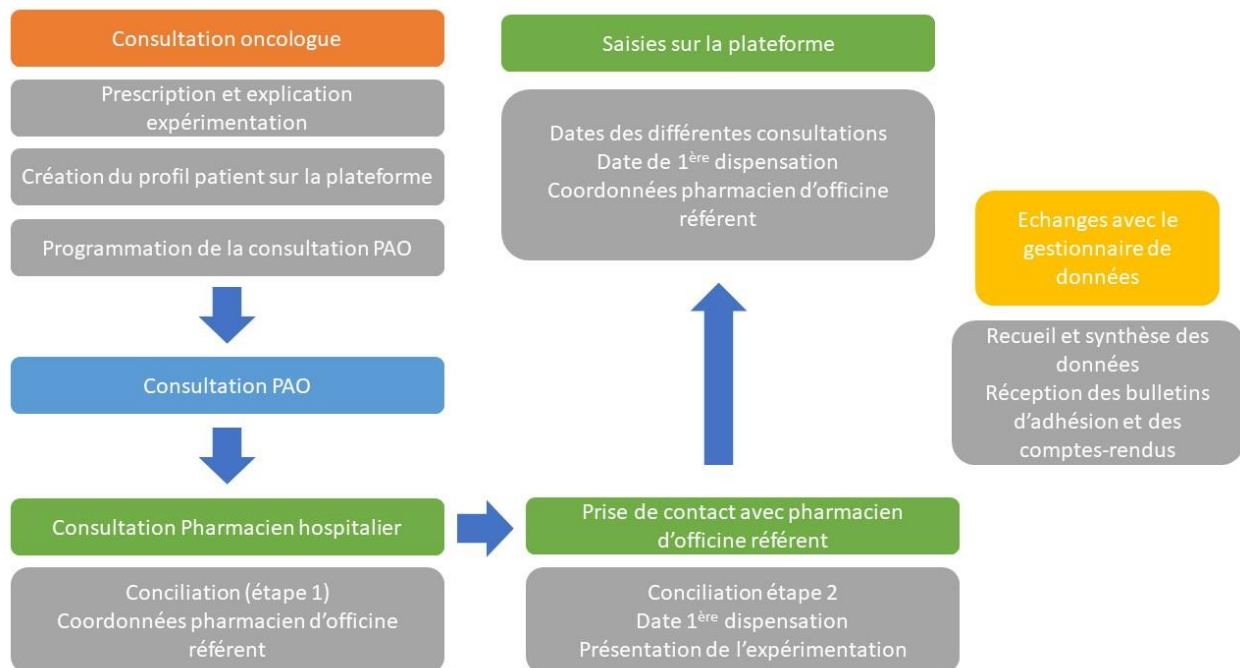 Consultation oncologue
Prescription et explication
expérimentation
Création du profil patient sur la plateforme
Programmation de la consultation PAO
Consultation PAO
Consultation Pharmacien hospitalier
Conciliation (étape 1)
Coordonnées pharmacien d’officine
référent
Prise de contact avec pharmacien
d’officine référent
Conciliation étape 2
Date 1ère dispensation
Présentation de l’expérimentation
Saisies sur la plateforme
Dates des différentes consultations
Date de 1ère dispensation
Coordonnées pharmacien d’officine
référent
Echanges avec le
gestionnaire de
données
Recueil et synthèse des
données
Réception des bulletins
d’adhésion et des
comptes-rendus